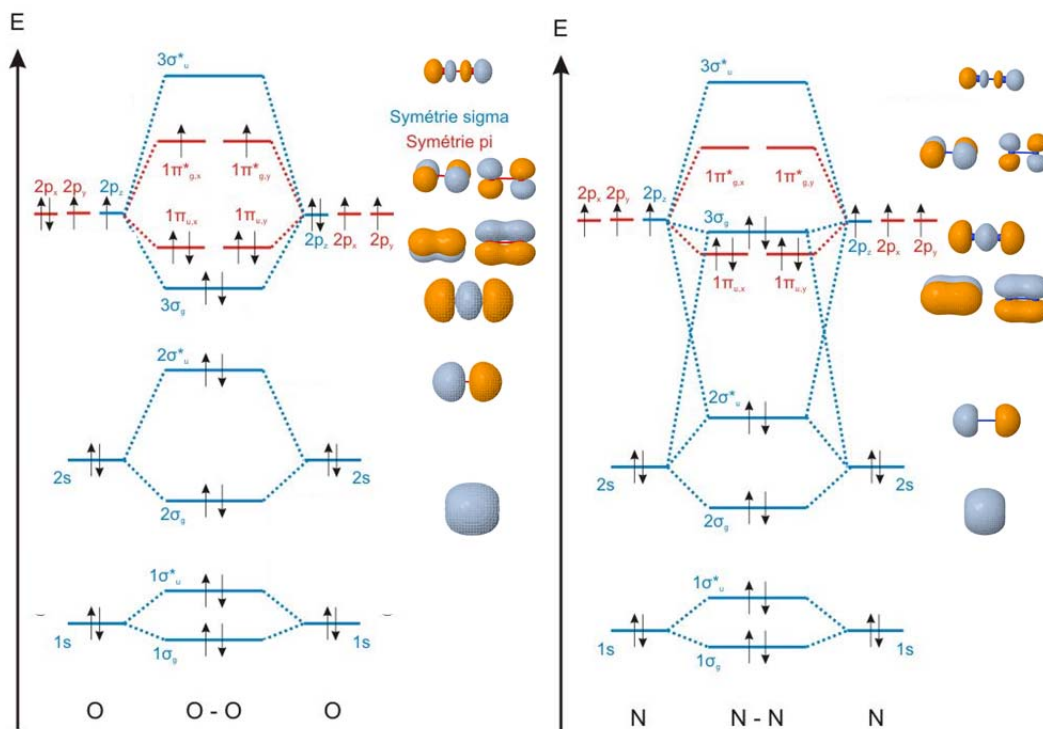 E
3σ*u
Symétrie sigma
Symétrie pi
1π*g,x 1π*g,y
2px 2py 2pz
1πu,x 1πu,y
2pz 2px 2py
3σg
2σ*u
2s 2s
2σg
1σ*u
1s 1s
1σg
O O - O O
E
3σ*u
1π*g,x 1π*g,y
2px 2py 2pz
3σg
2pz 2px 2py
1πu,x 1πu,y
2σ*u
2s 2s
2σg
1σ*u
1s 1s
1σg
N N - N N